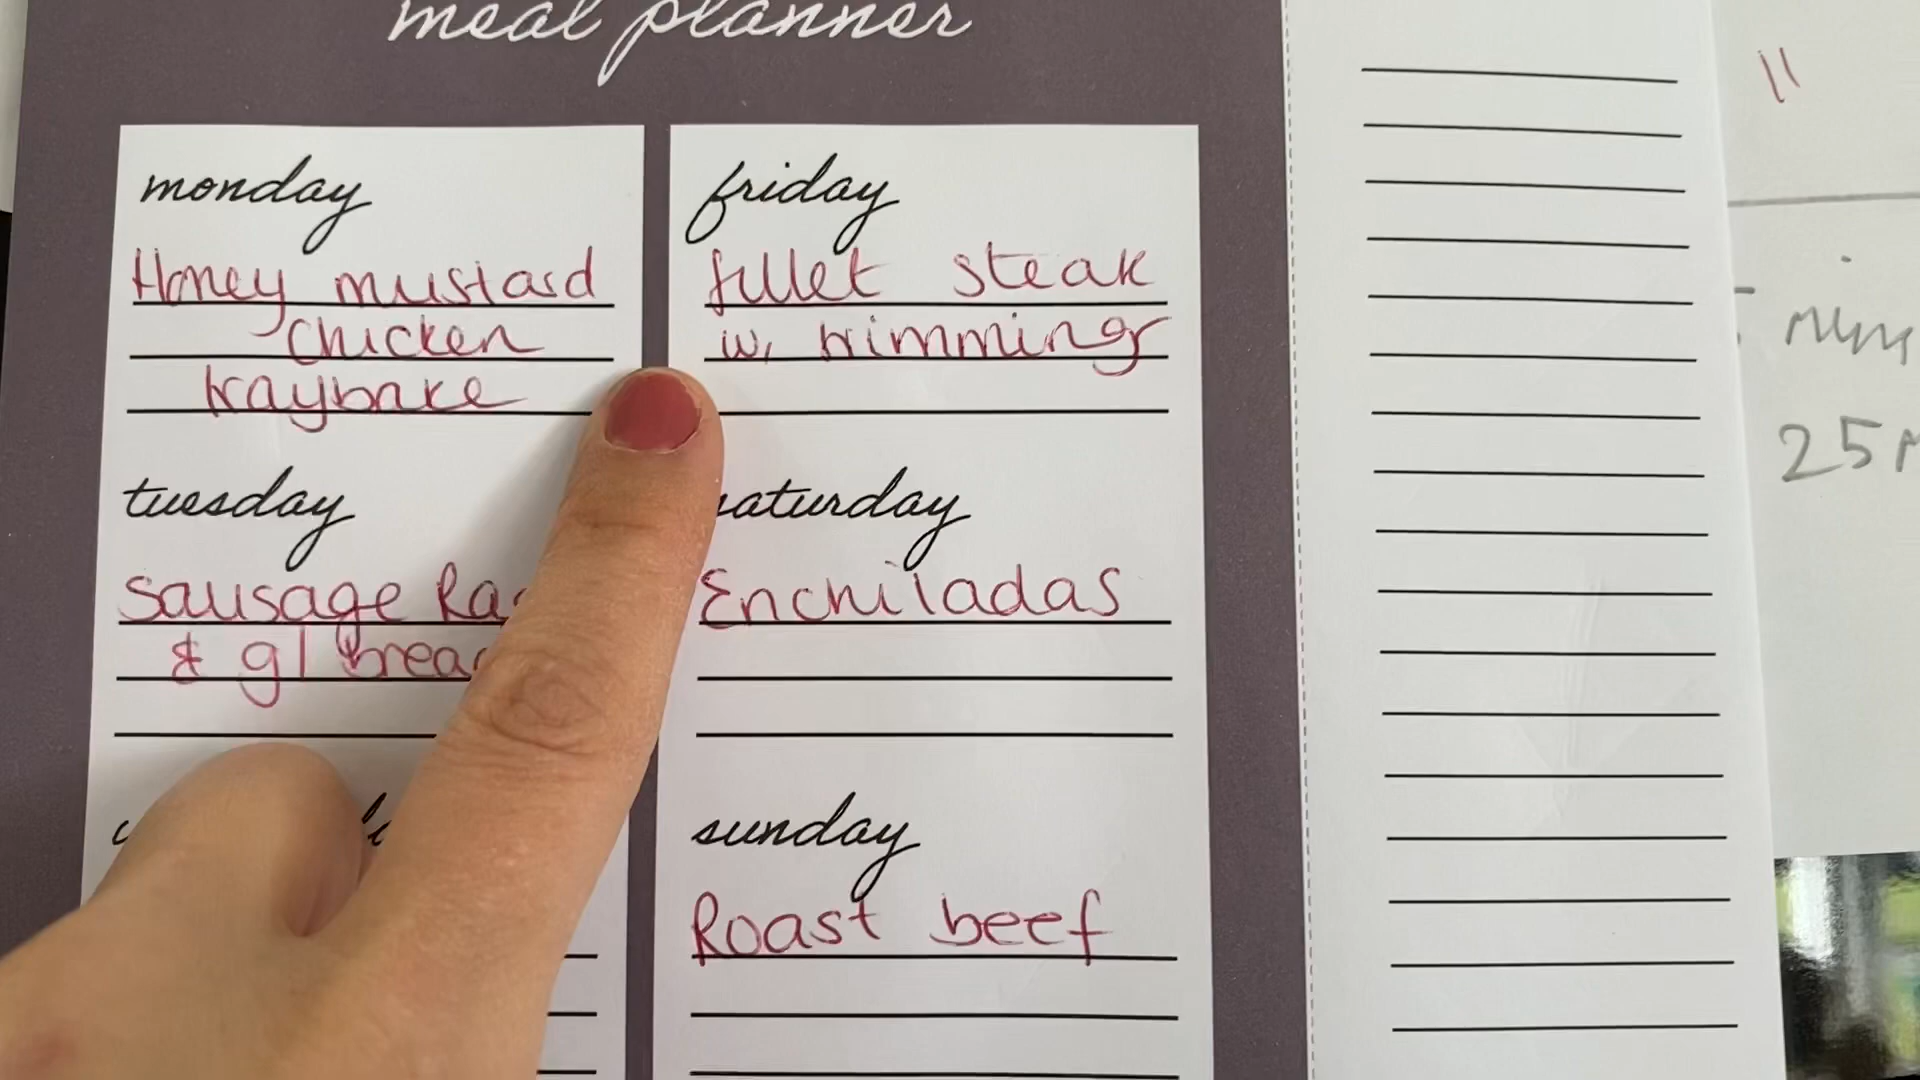 meal planner
monday
Honey mustard
chicken
traybake
tuesday
Sausage
& gl
friday
fillet steak
w, trimmings
saturday
Enchiladas
sunday
Roast beef
mins
25